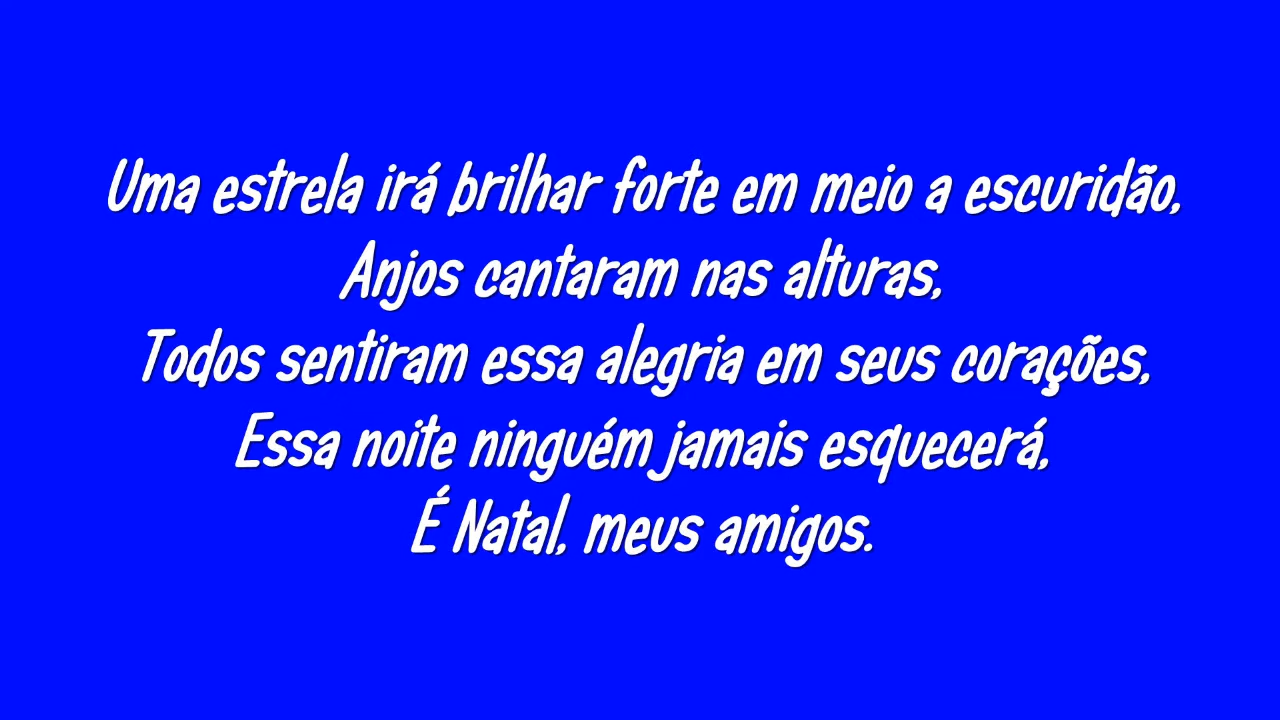 Uma estrela irá brilhar forte em meio a escuridão,
Anjos cantaram nas alturas,
Todos sentiram essa alegria em seus corações,
Essa noite ninguém jamais esquecerá,
É Natal, meus amigos.